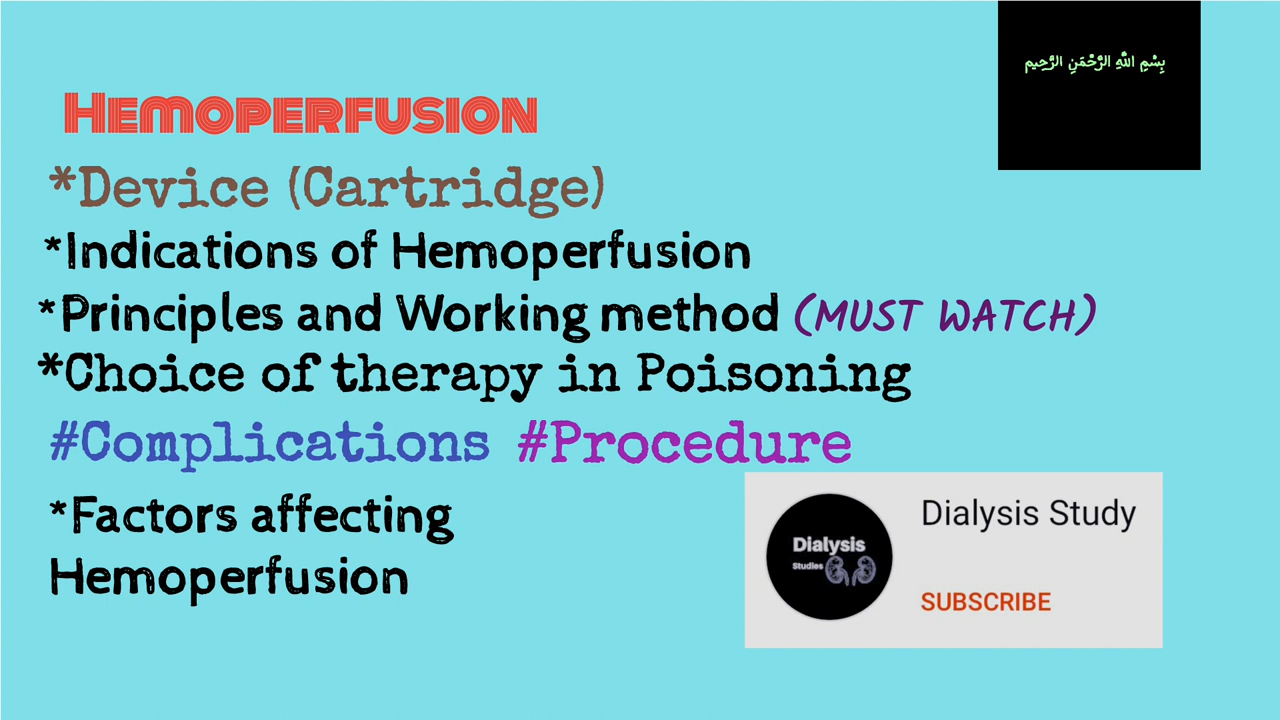 بِسْمِ اللَّهِ الرَّحْمَنِ الرَّحِيم
Hemoperfusion
*Device (Cartridge)
*Indications of Hemoperfusion
*Principles and Working method (MUST WATCH)
*Choice of therapy in Poisoning
#Complications #Procedure
*Factors affecting
Hemoperfusion
Dialysis Study
Dialysis
Studies
SUBSCRIBE